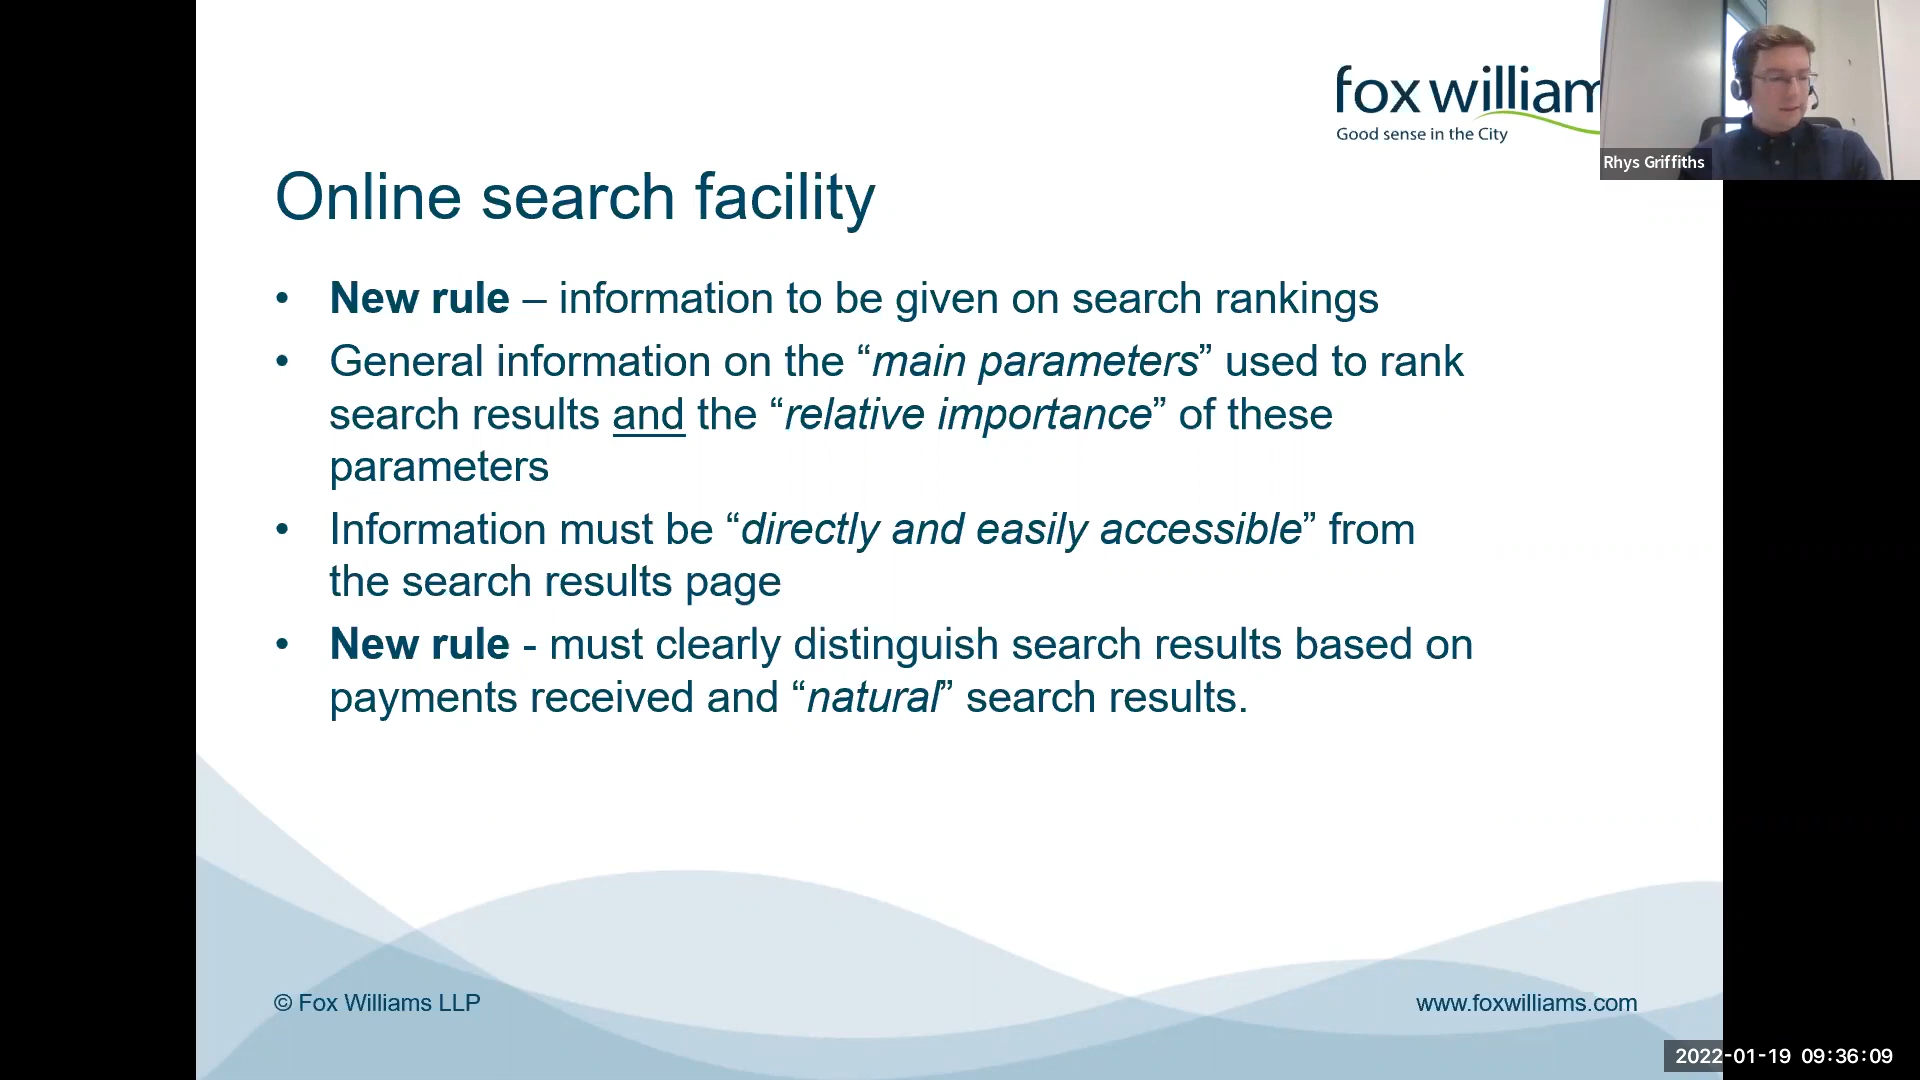 fox william
Good sense in the City
Rhys Griffiths
Online search facility
• New rule – information to be given on search rankings
• General information on the “main parameters” used to rank
search results and the “relative importance” of these
parameters
• Information must be “directly and easily accessible” from
the search results page
• New rule - must clearly distinguish search results based on
payments received and “natural” search results.
© Fox Williams LLP
www.foxwilliams.com
2022-01-19 09:36:09